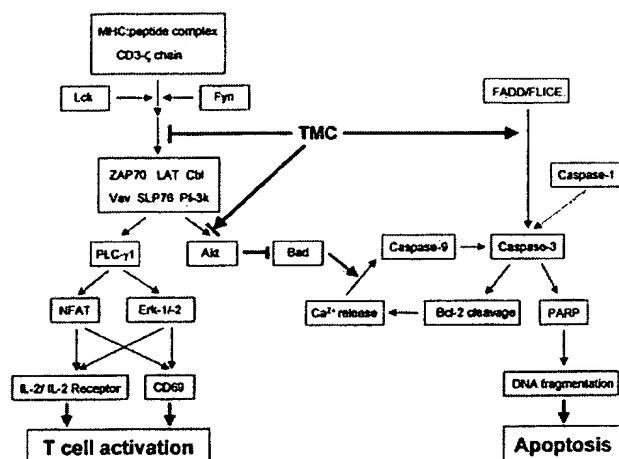 MHC:peptide complex
CD3-ζ chain
Lck
Fyn
FADD/FLICE
TMC
ZAP70 LAT Cbl
Vav SLP76 PI-3k
Caspase-1
PLC-γ1
Akt
Bad
Caspase-9
Caspase-3
NFAT
Erk-1/-2
Ca²⁺ release
Bcl-2 cleavage
PARP
IL-2/ IL-2 Receptor
CD69
DNA fragmentation
T cell activation
Apoptosis